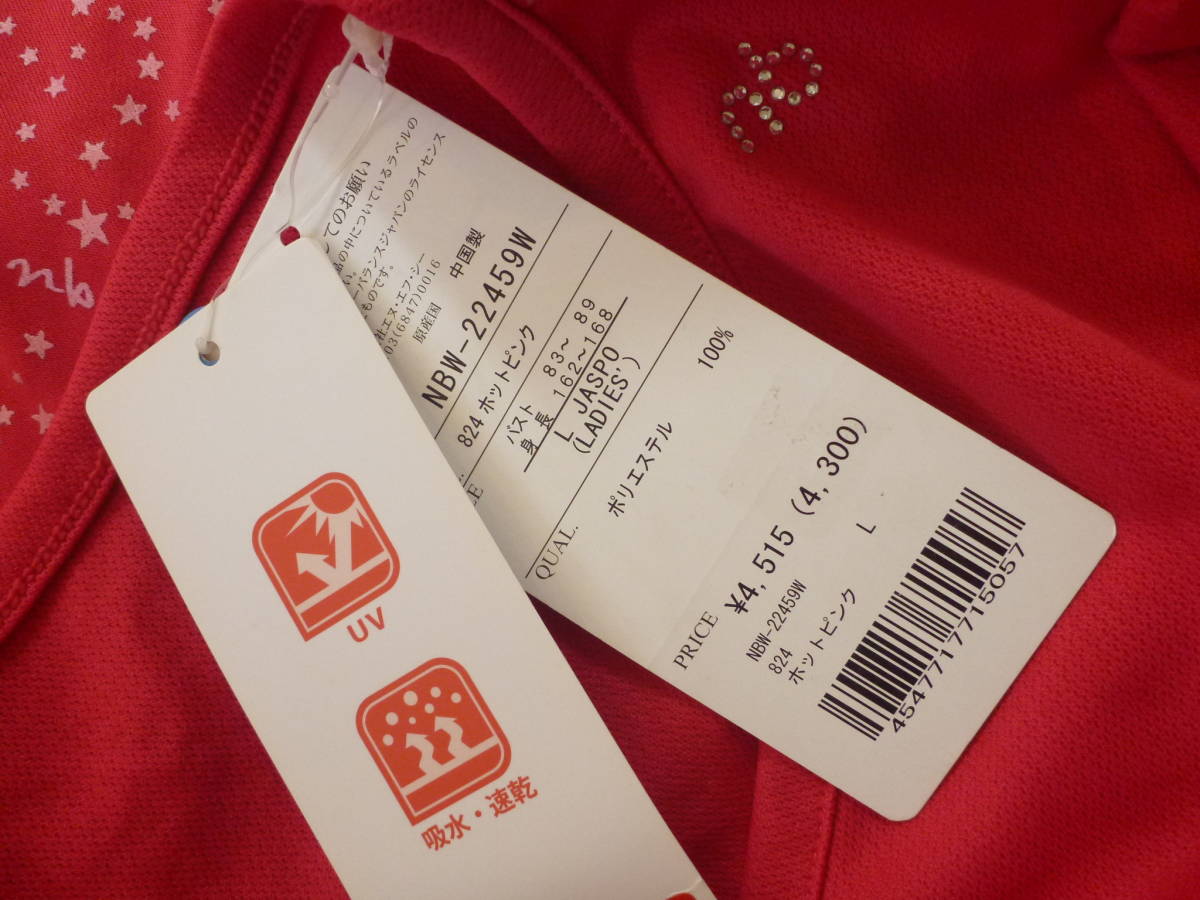 してのお願い
品の中についているラベルの
い。
ーバランスジャパンのライセンス
ものです。
社エヌ・エフ・シー
03(6847)0016
原産国 中国製
NBW-22459W
824 ホットピンク
バスト 83～ 89
身長 162～168
L JASPO
(LADIES')
QUAL.
ポリエステル 100%
PRICE ¥4,515 (4,300)
NBW-22459W
824 L
ホットピンク
4547717715057
UV
吸水・速乾